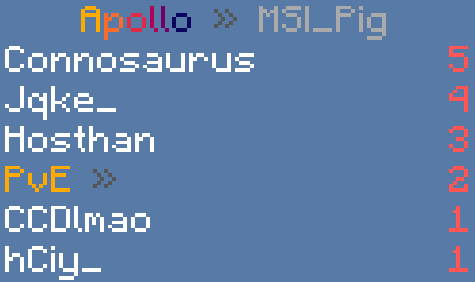 Apollo » MSI_Pig
Connosaurus 5
Jqke_ 4
Hosthan 3
PvE » 2
CCDlmao 1
hCiy_ 1